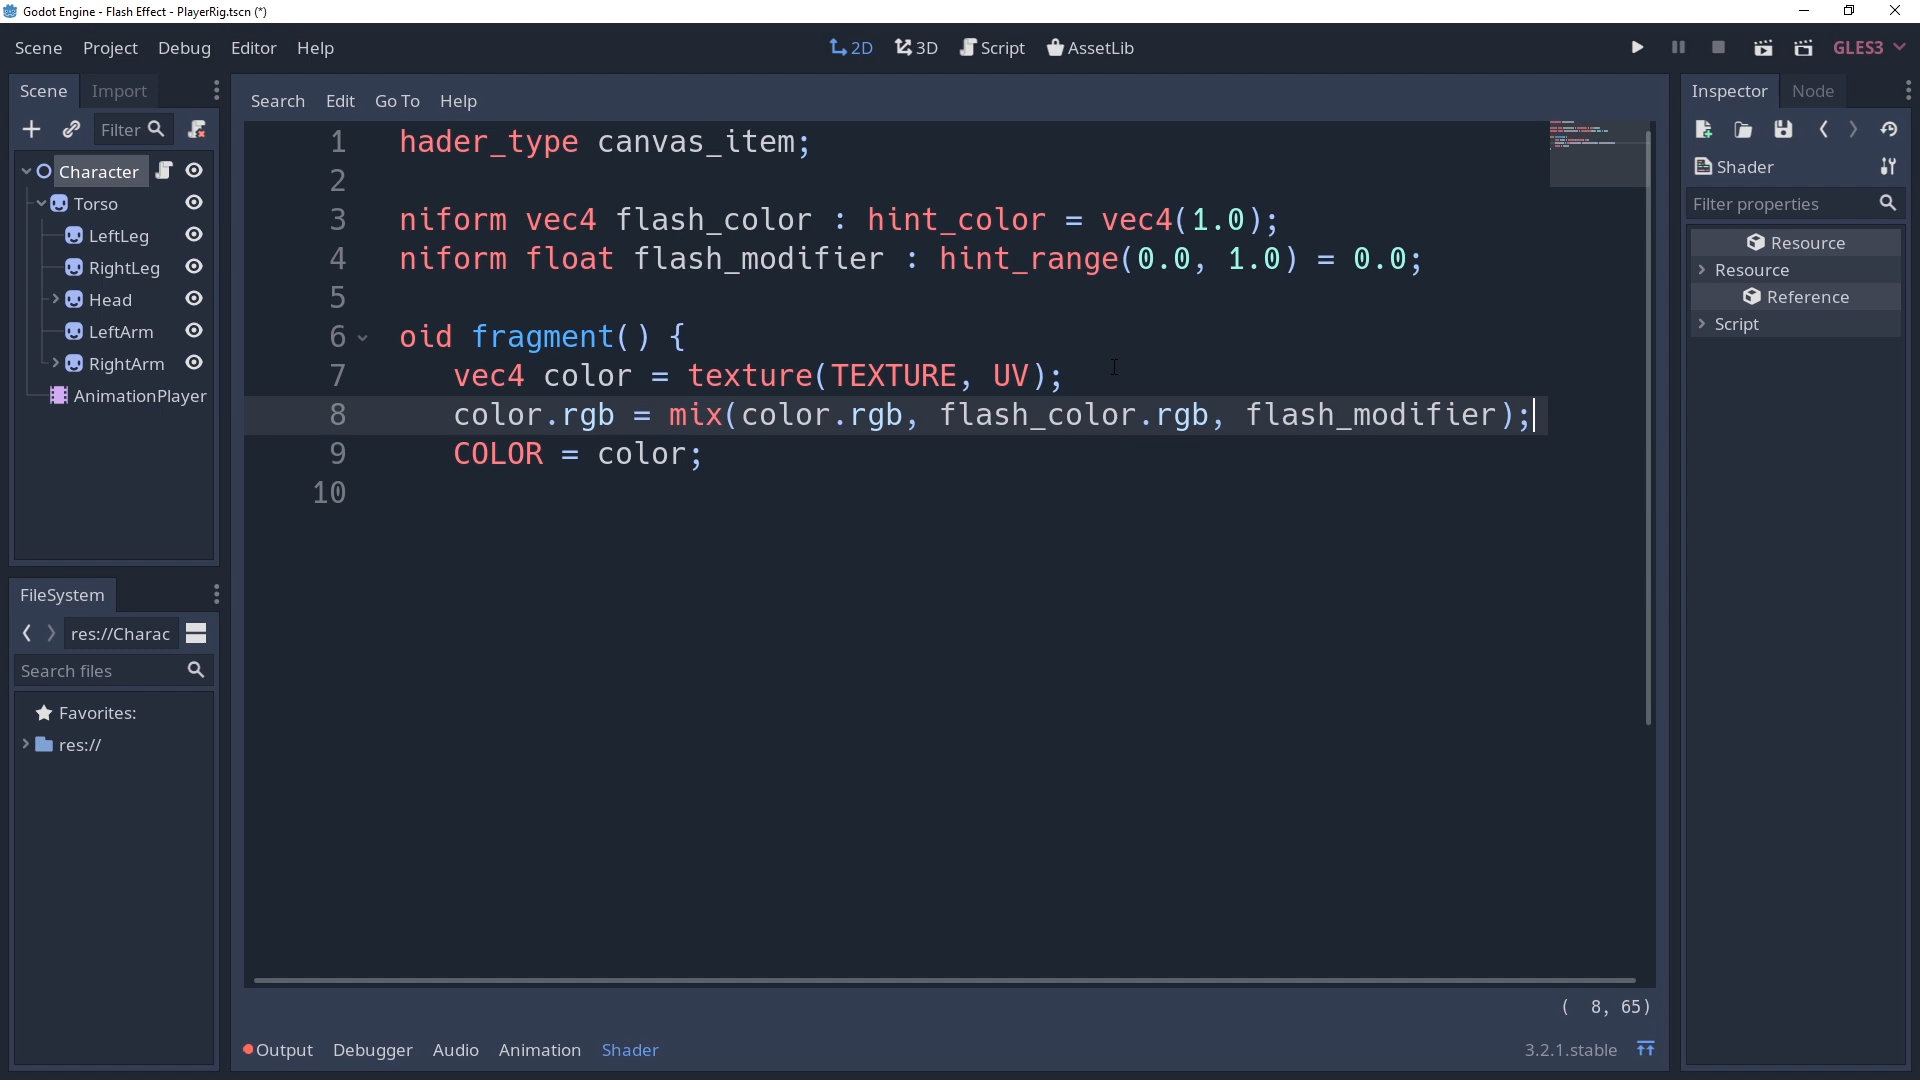 Godot Engine - Flash Effect - PlayerRig.tscn (*)
Scene Project Debug Editor Help
2D 3D Script AssetLib
GLES3
Scene Import
Filter
Character
Torso
LeftLeg
RightLeg
Head
LeftArm
RightArm
AnimationPlayer
FileSystem
res://Charac
Search files
Favorites:
res://
Search Edit Go To Help
1 hader_type canvas_item;
2
3 niform vec4 flash_color : hint_color = vec4(1.0);
4 niform float flash_modifier : hint_range(0.0, 1.0) = 0.0;
5
6 oid fragment() {
7 vec4 color = texture(TEXTURE, UV);
8 color.rgb = mix(color.rgb, flash_color.rgb, flash_modifier);
9 COLOR = color;
10
( 8, 65)
Output Debugger Audio Animation Shader
3.2.1.stable
Inspector Node
Shader
Filter properties
Resource
Resource
Reference
Script